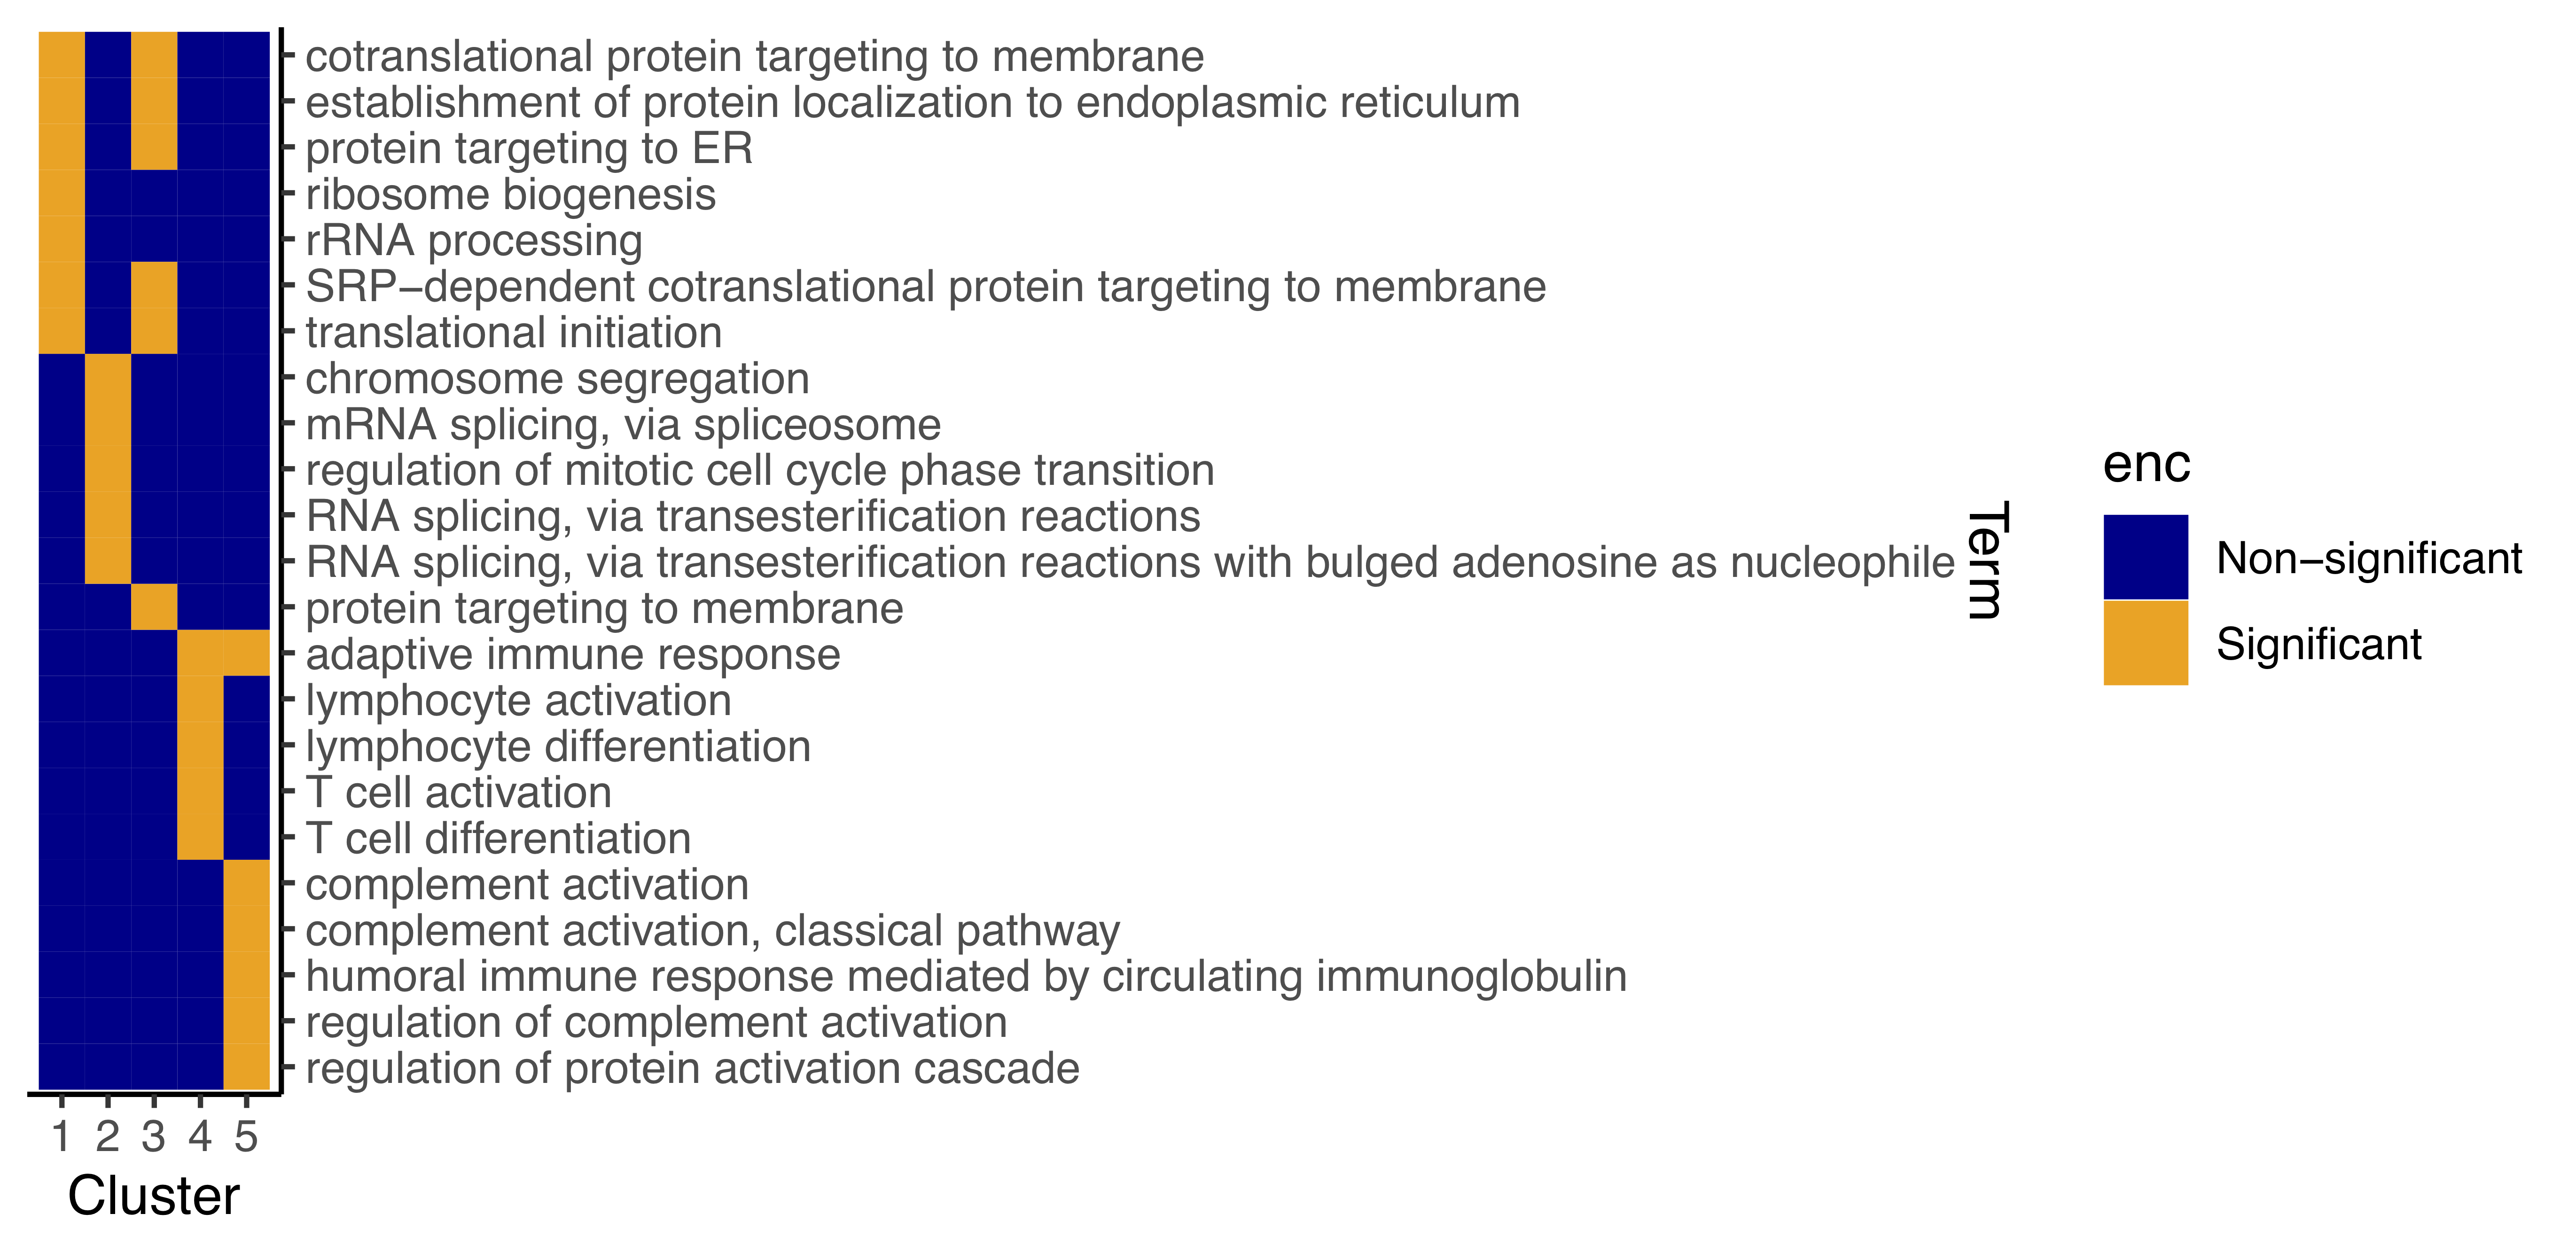 cotranslational protein targeting to membrane
establishment of protein localization to endoplasmic reticulum
protein targeting to ER
ribosome biogenesis
rRNA processing
SRP−dependent cotranslational protein targeting to membrane
translational initiation
chromosome segregation
mRNA splicing, via spliceosome
regulation of mitotic cell cycle phase transition
RNA splicing, via transesterification reactions
RNA splicing, via transesterification reactions with bulged adenosine as nucleophile
protein targeting to membrane
adaptive immune response
lymphocyte activation
lymphocyte differentiation
T cell activation
T cell differentiation
complement activation
complement activation, classical pathway
humoral immune response mediated by circulating immunoglobulin
regulation of complement activation
regulation of protein activation cascade
1 2 3 4 5
Cluster
Term
enc
Non−significant
Significant